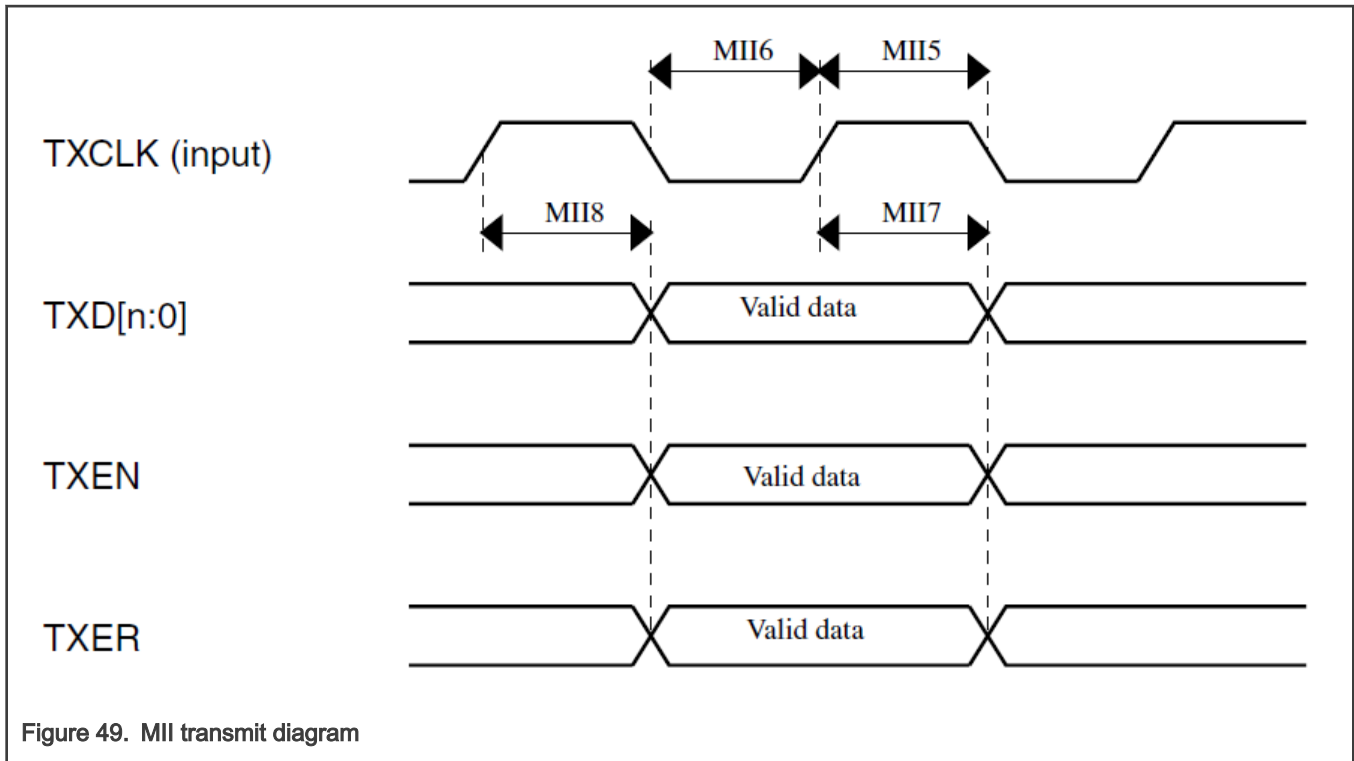 MII6 MII5
TXCLK (input)
MII8 MII7
TXD[n:0] Valid data
TXEN Valid data
TXER Valid data
Figure 49. MII transmit diagram